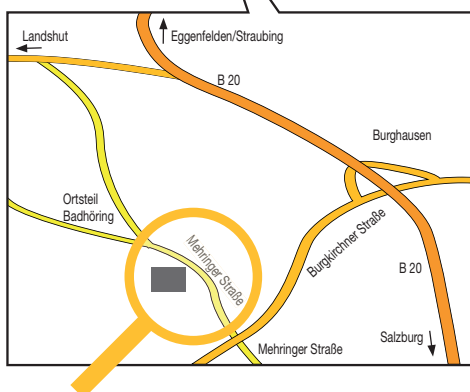 Landshut
Eggenfelden/Straubing
B 20
Burghausen
Ortsteil
Badhöring
Mehringer Straße
Burgkirchner Straße
B 20
Salzburg
Mehringer Straße